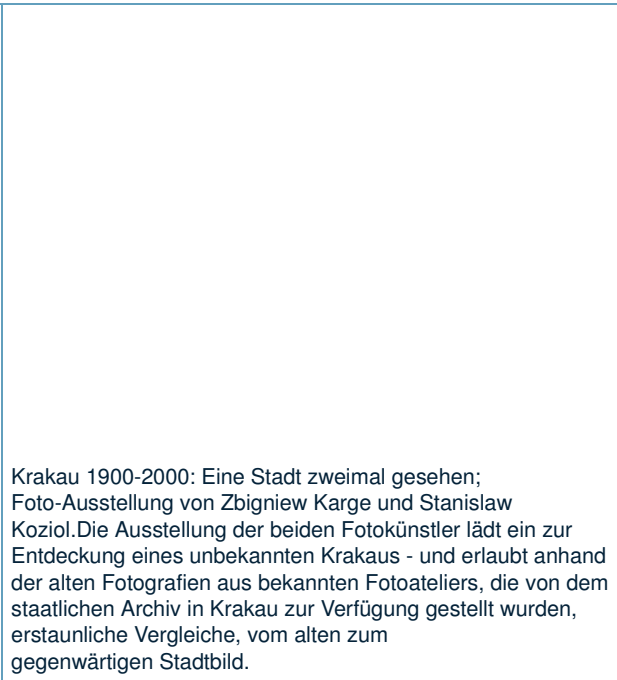 Krakau 1900-2000: Eine Stadt zweimal gesehen;
Foto-Ausstellung von Zbigniew Karge und Stanislaw
Koziol.Die Ausstellung der beiden Fotokünstler lädt ein zur
Entdeckung eines unbekannten Krakaus - und erlaubt anhand
der alten Fotografien aus bekannten Fotoateliers, die von dem
staatlichen Archiv in Krakau zur Verfügung gestellt wurden,
erstaunliche Vergleiche, vom alten zum
gegenwärtigen Stadtbild.